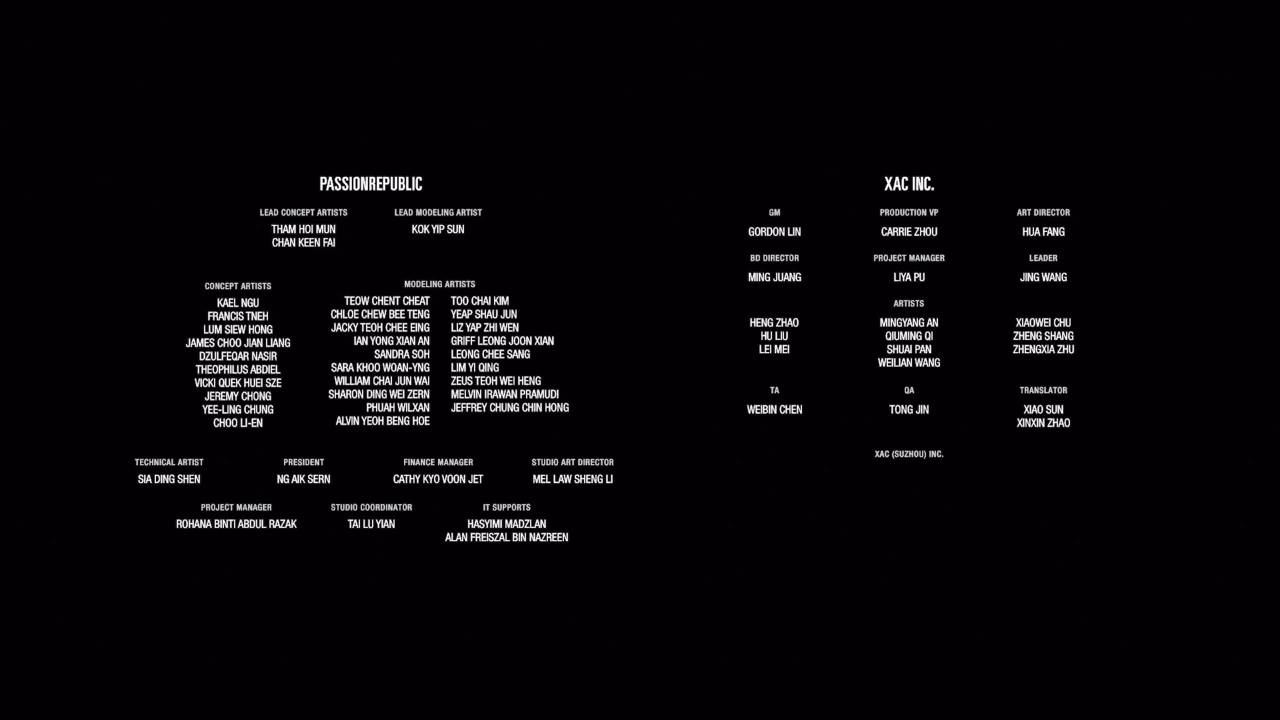 PASSIONREPUBLIC
LEAD CONCEPT ARTISTS
THAM HOI MUN
CHAN KEEN FAI
LEAD MODELING ARTIST
KOK YIP SUN
CONCEPT ARTISTS
KAEL NGU
FRANCIS TNEH
LUM SIEW HONG
JAMES CHOO JIAN LIANG
DZULFEQAR NASIR
THEOPHILUS ABDIEL
VICKI QUEK HUEI SZE
JEREMY CHONG
YEE-LING CHUNG
CHOO LI-EN
MODELING ARTISTS
TEOW CHENT CHEAT
CHLOE CHEW BEE TENG
JACKY TEOH CHEE EING
IAN YONG XIAN AN
SANDRA SOH
SARA KHOO WOAN-YNG
WILLIAM CHAI JUN WAI
SHARON DING WEI ZERN
PHUAH WILXAN
ALVIN YEOH BENG HOE
TOO CHAI KIM
YEAP SHAU JUN
LIZ YAP ZHI WEN
GRIFF LEONG JOON XIAN
LEONG CHEE SANG
LIM YI QING
ZEUS TEOH WEI HENG
MELVIN IRAWAN PRAMUDI
JEFFREY CHUNG CHIN HONG
TECHNICAL ARTIST
SIA DING SHEN
PRESIDENT
NG AIK SERN
FINANCE MANAGER
CATHY KYO VOON JET
STUDIO ART DIRECTOR
MEL LAW SHENG LI
PROJECT MANAGER
ROHANA BINTI ABDUL RAZAK
STUDIO COORDINATOR
TAI LU YIAN
IT SUPPORTS
HASYIMI MADZLAN
ALAN FREISZAL BIN NAZREEN
XAC INC.
GM
GORDON LIN
PRODUCTION VP
CARRIE ZHOU
ART DIRECTOR
HUA FANG
BD DIRECTOR
MING JUANG
PROJECT MANAGER
LIYA PU
LEADER
JING WANG
ARTISTS
HENG ZHAO
HU LIU
LEI MEI
MINGYANG AN
QIUMING QI
SHUAI PAN
WEILIAN WANG
XIAOWEI CHU
ZHENG SHANG
ZHENGXIA ZHU
TA
WEIBIN CHEN
QA
TONG JIN
TRANSLATOR
XIAO SUN
XINXIN ZHAO
XAC (SUZHOU) INC.